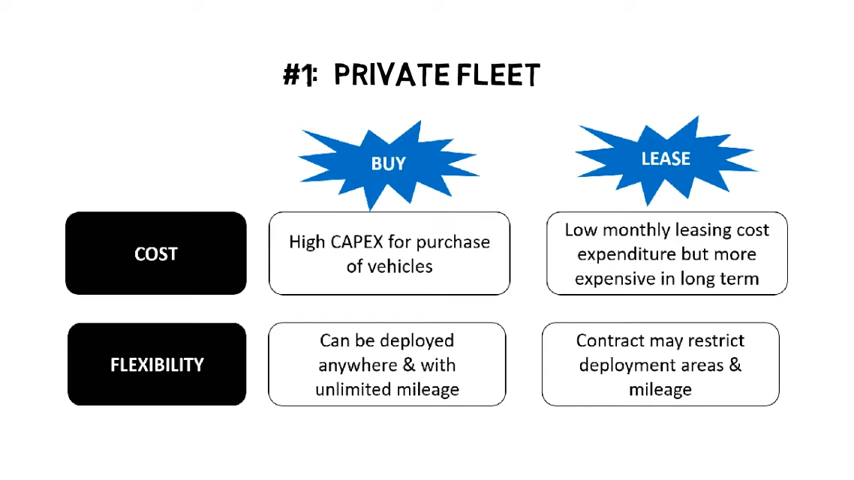 #1: PRIVATE FLEET
BUY
LEASE
COST
High CAPEX for purchase
of vehicles
Low monthly leasing cost
expenditure but more
expensive in long term
FLEXIBILITY
Can be deployed
anywhere & with
unlimited mileage
Contract may restrict
deployment areas &
mileage